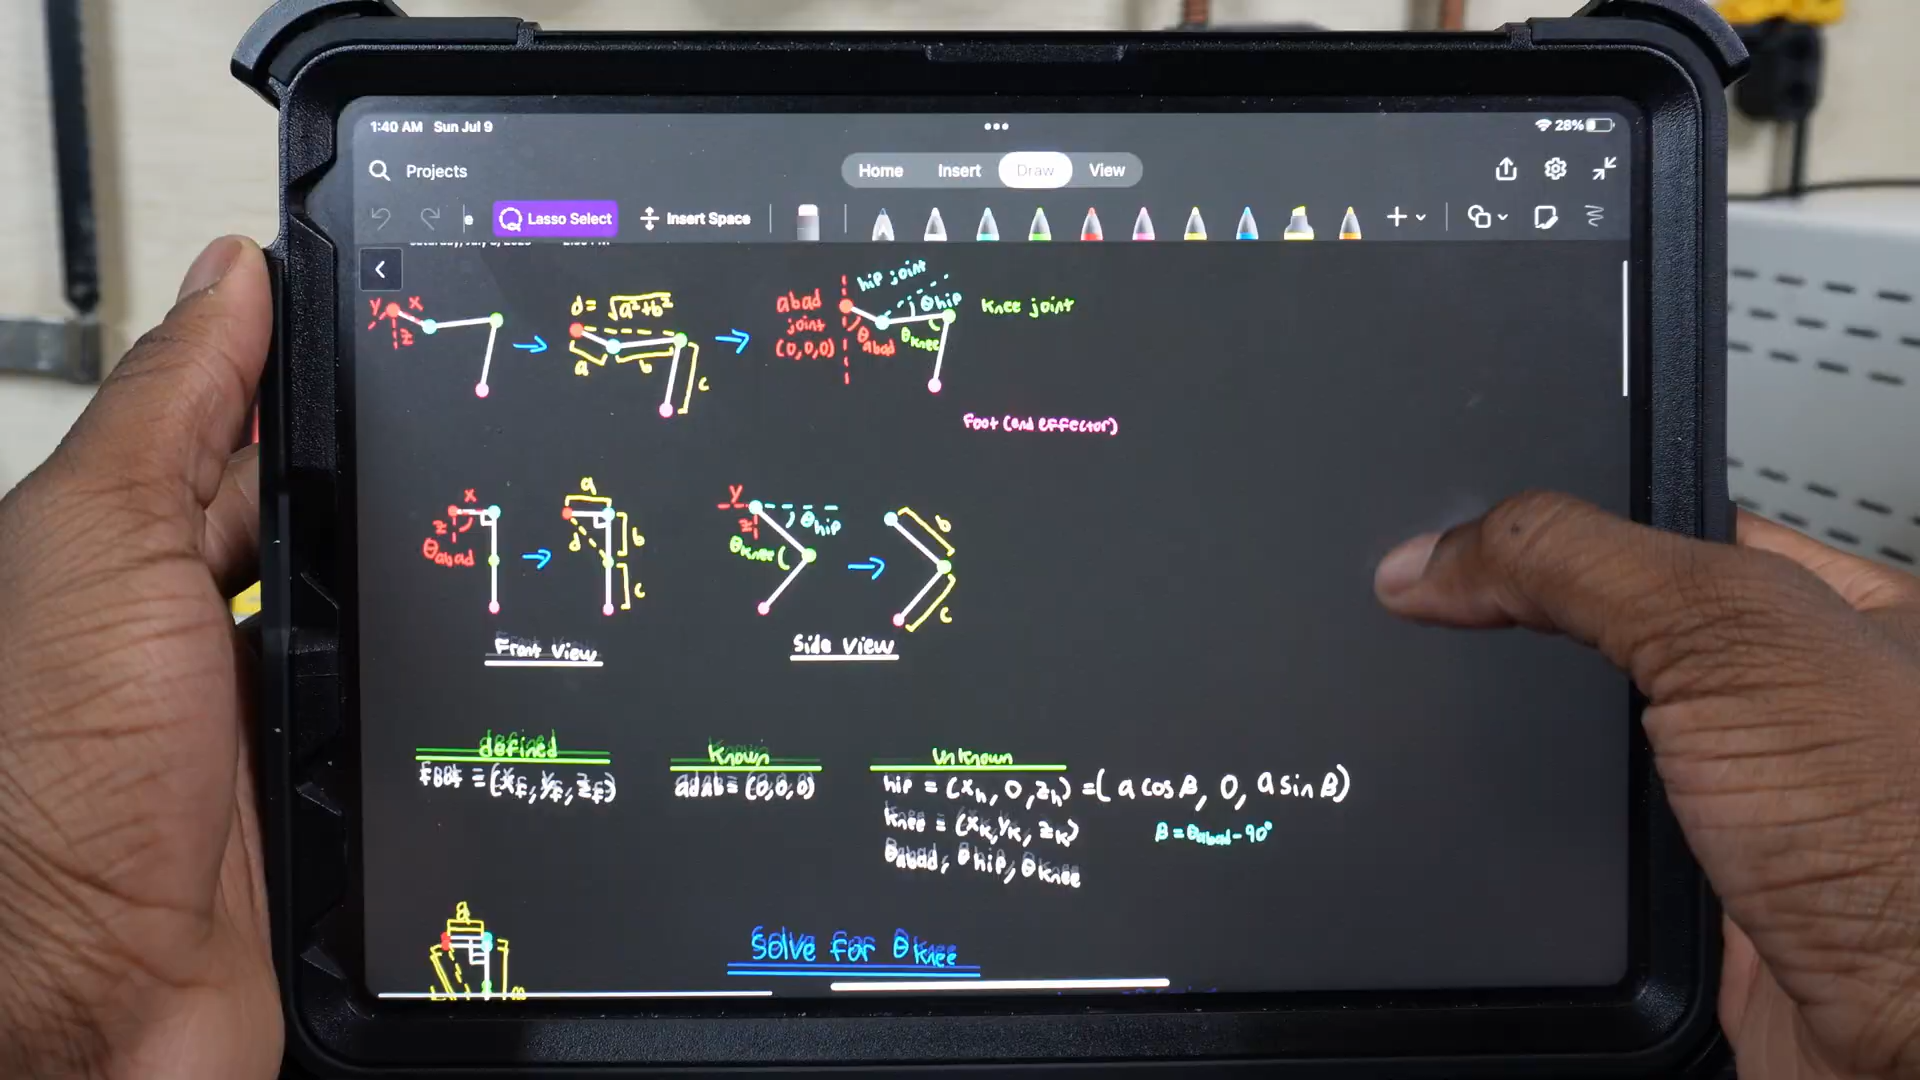 1:40 AM Sun Jul 9
28%
Projects
Home Insert Draw View
e Lasso Select Insert Space
y x z
d = √a²+b²
a b c
abad joint (0,0,0)
hip joint
θhip
θabad
θknee
Knee joint
Foot (end effector)
x z θabad
a d b c
Front View
y z θhip
θknee
b c
Side View
defined
foot = (xF, yF, zF)
Known
adab = (0,0,0)
Unknown
hip = (xh, 0, zh) = (a cos β, 0, a sin β)
knee = (xK, yK, zK)
β = θabad - 90°
θabad, θhip, θknee
a
Solve for θknee